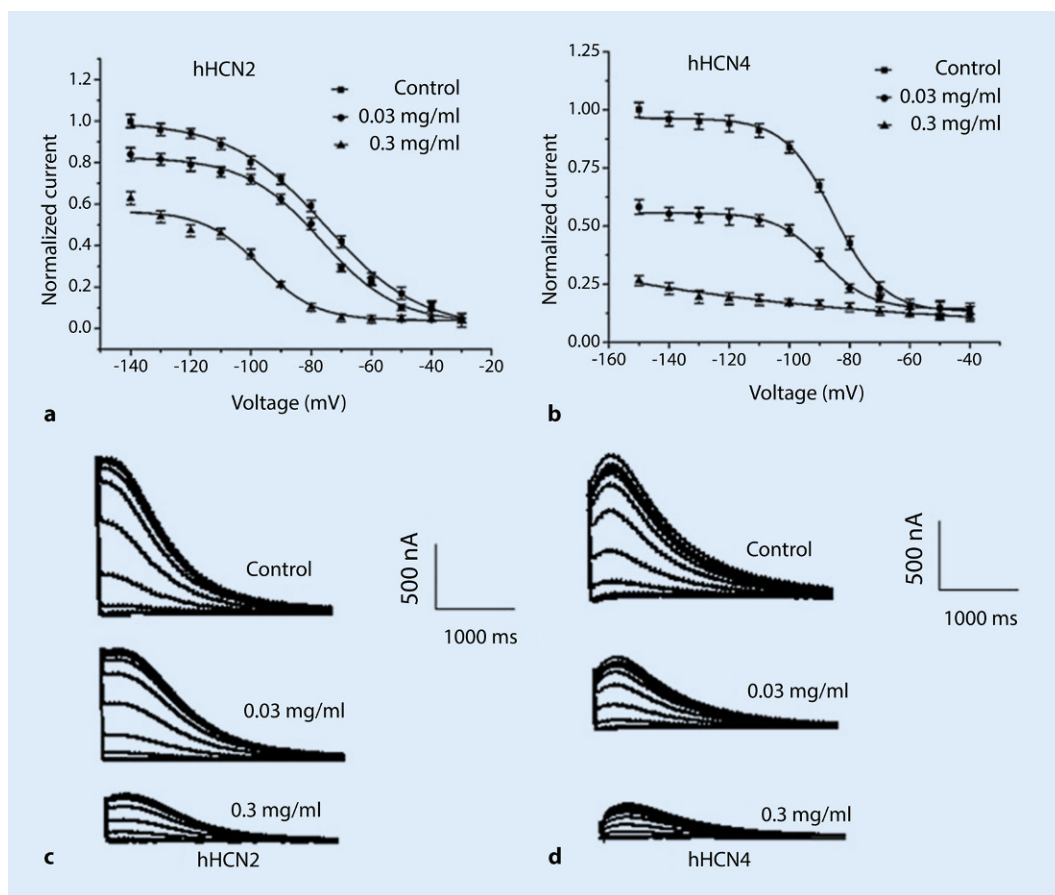 hHCN2
Control
0.03 mg/ml
0.3 mg/ml
Normalized current
1.2
1.0
0.8
0.6
0.4
0.2
0.0
-140
-120
-100
-80
-60
-40
-20
Voltage (mV)
a
hHCN4
Control
0.03 mg/ml
0.3 mg/ml
Normalized current
1.25
1.00
0.75
0.50
0.25
0.00
-160
-140
-120
-100
-80
-60
-40
Voltage (mV)
b
Control
500 nA
1000 ms
0.03 mg/ml
0.3 mg/ml
c
hHCN2
Control
500 nA
1000 ms
0.03 mg/ml
0.3 mg/ml
d
hHCN4